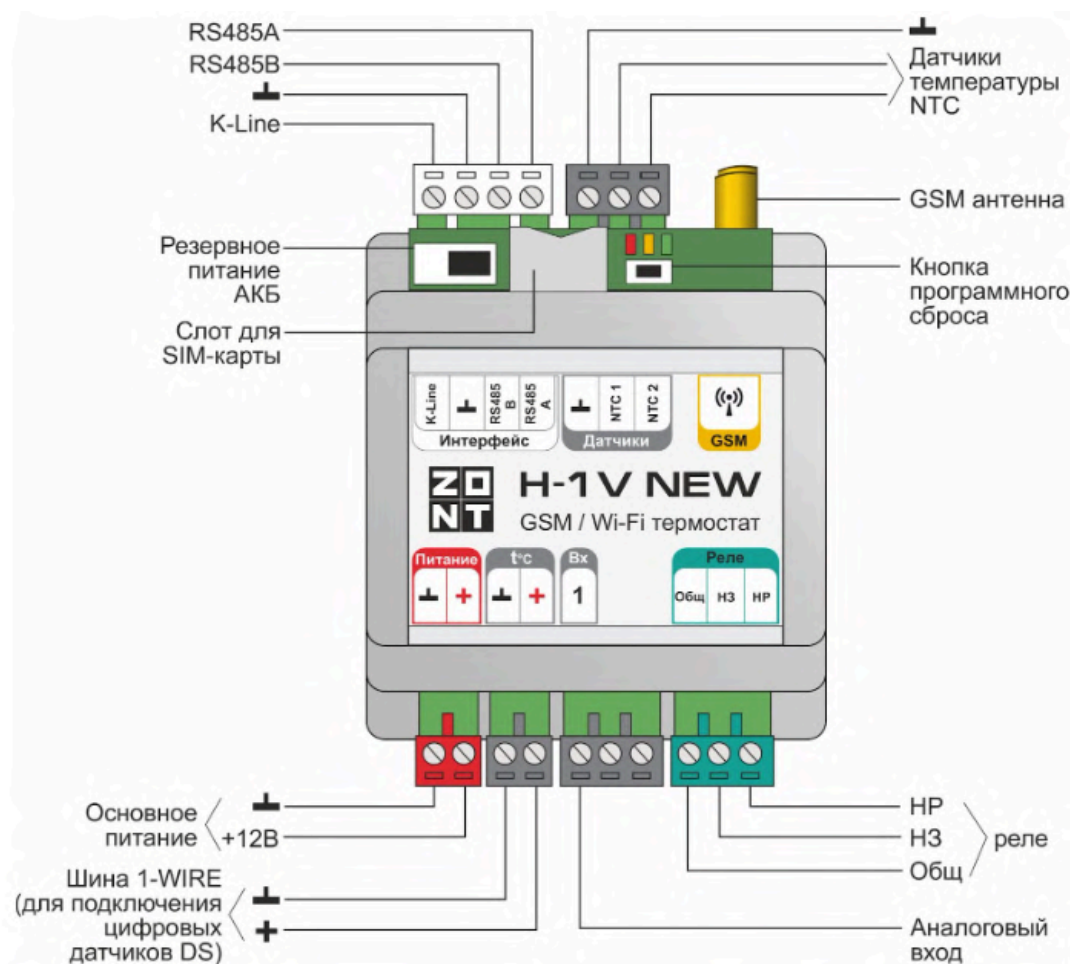 RS485A
RS485B
K-Line
Датчики
температуры
NTC
GSM антенна
Резервное
питание
АКБ
Кнопка
программного
сброса
Слот для
SIM-карты
K-Line
RS485
B
RS485
A
Интерфейс
NTC 1
NTC 2
Датчики
GSM
ZONT
H-1V NEW
GSM / Wi-Fi термостат
Питание
+
t°C
+
Вх
1
Реле
Общ
НЗ
НР
Основное
питание
+12В
Шина 1-WIRE
(для подключения
цифровых
датчиков DS)
+
НР
НЗ
Общ
реле
Аналоговый
вход